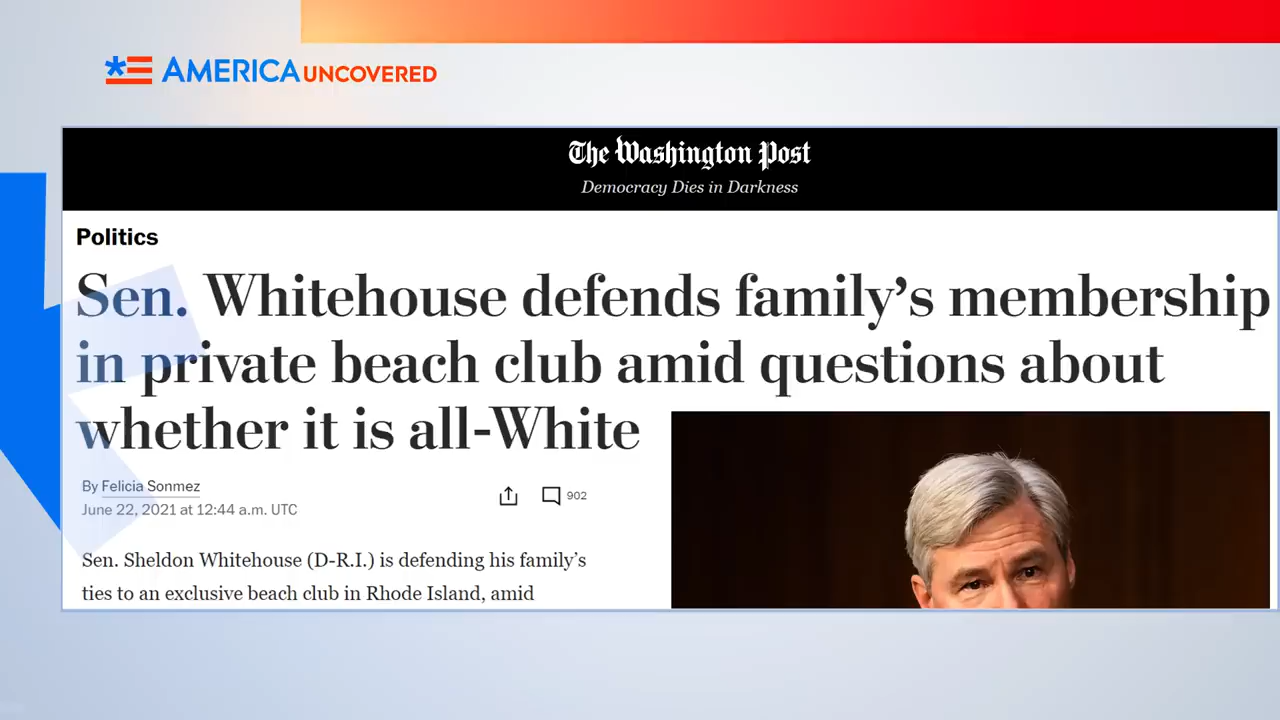 AMERICA UNCOVERED
The Washington Post
Democracy Dies in Darkness
Politics
Sen. Whitehouse defends family's membership
in private beach club amid questions about
whether it is all-White
By Felicia Sonmez
902
June 22, 2021 at 12:44 a.m. UTC
Sen. Sheldon Whitehouse (D-R.I.) is defending his family's
ties to an exclusive beach club in Rhode Island, amid